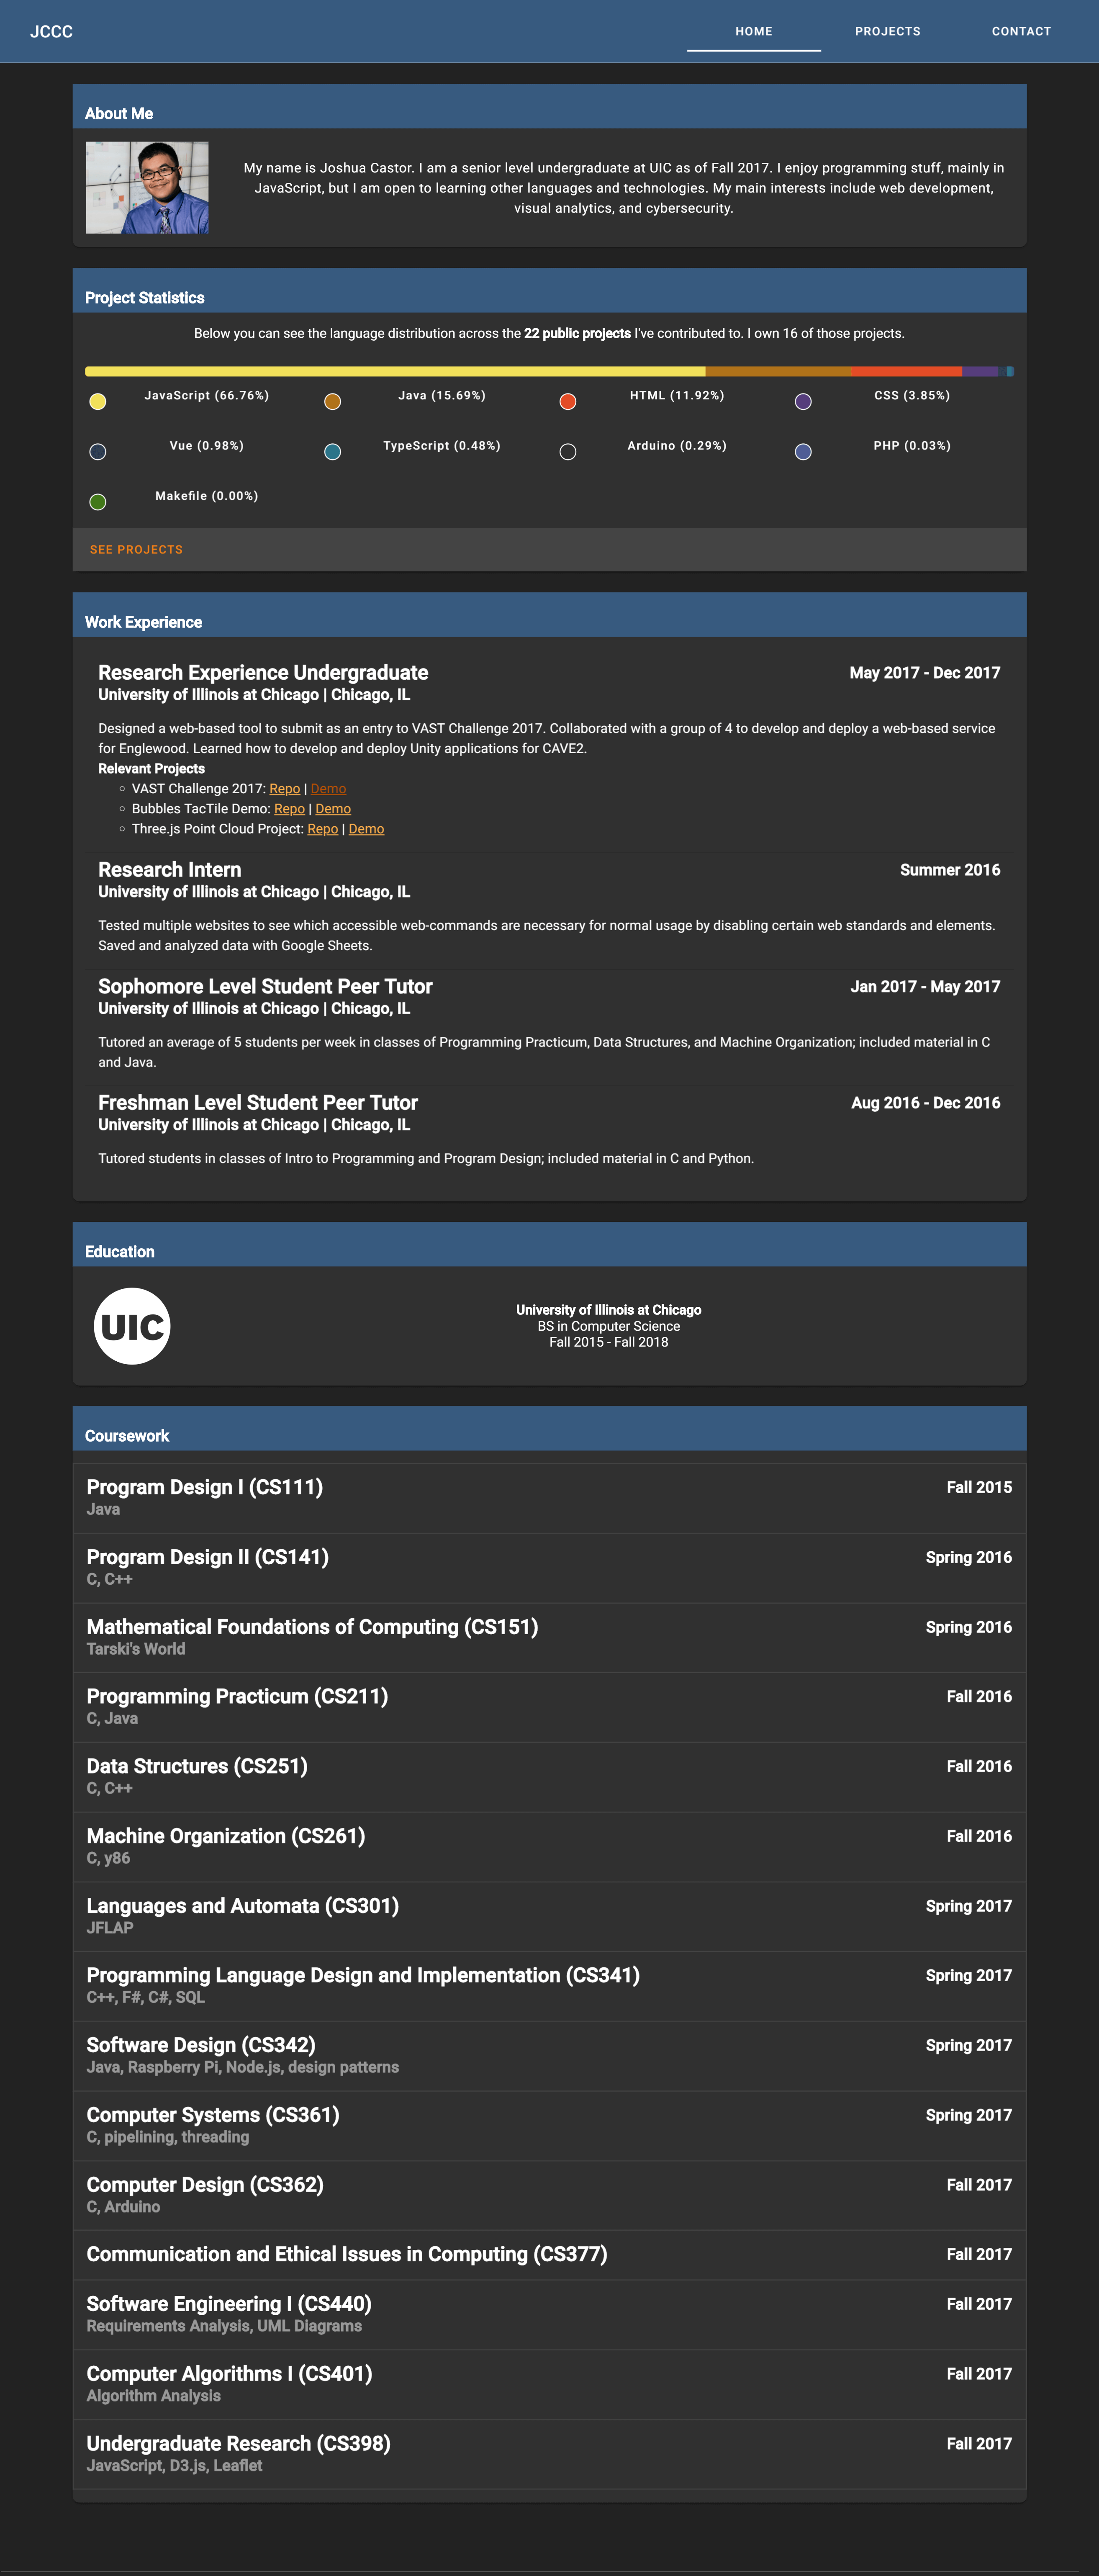 JCCC
HOME
PROJECTS
CONTACT
About Me
My name is Joshua Castor. I am a senior level undergraduate at UIC as of Fall 2017. I enjoy programming stuff, mainly in
JavaScript, but I am open to learning other languages and technologies. My main interests include web development,
visual analytics, and cybersecurity.
Project Statistics
Below you can see the language distribution across the 22 public projects I've contributed to. I own 16 of those projects.
JavaScript (66.76%)
Java (15.69%)
HTML (11.92%)
CSS (3.85%)
Vue (0.98%)
TypeScript (0.48%)
Arduino (0.29%)
PHP (0.03%)
Makefile (0.00%)
SEE PROJECTS
Work Experience
Research Experience Undergraduate
May 2017 - Dec 2017
University of Illinois at Chicago | Chicago, IL
Designed a web-based tool to submit as an entry to VAST Challenge 2017. Collaborated with a group of 4 to develop and deploy a web-based service
for Englewood. Learned how to develop and deploy Unity applications for CAVE2.
Relevant Projects
VAST Challenge 2017: Repo | Demo
Bubbles TacTile Demo: Repo | Demo
Three.js Point Cloud Project: Repo | Demo
Research Intern
Summer 2016
University of Illinois at Chicago | Chicago, IL
Tested multiple websites to see which accessible web-commands are necessary for normal usage by disabling certain web standards and elements.
Saved and analyzed data with Google Sheets.
Sophomore Level Student Peer Tutor
Jan 2017 - May 2017
University of Illinois at Chicago | Chicago, IL
Tutored an average of 5 students per week in classes of Programming Practicum, Data Structures, and Machine Organization; included material in C
and Java.
Freshman Level Student Peer Tutor
Aug 2016 - Dec 2016
University of Illinois at Chicago | Chicago, IL
Tutored students in classes of Intro to Programming and Program Design; included material in C and Python.
Education
UIC
University of Illinois at Chicago
BS in Computer Science
Fall 2015 - Fall 2018
Coursework
Program Design I (CS111)
Fall 2015
Java
Program Design II (CS141)
Spring 2016
C, C++
Mathematical Foundations of Computing (CS151)
Spring 2016
Tarski's World
Programming Practicum (CS211)
Fall 2016
C, Java
Data Structures (CS251)
Fall 2016
C, C++
Machine Organization (CS261)
Fall 2016
C, y86
Languages and Automata (CS301)
Spring 2017
JFLAP
Programming Language Design and Implementation (CS341)
Spring 2017
C++, F#, C#, SQL
Software Design (CS342)
Spring 2017
Java, Raspberry Pi, Node.js, design patterns
Computer Systems (CS361)
Spring 2017
C, pipelining, threading
Computer Design (CS362)
Fall 2017
C, Arduino
Communication and Ethical Issues in Computing (CS377)
Fall 2017
Software Engineering I (CS440)
Fall 2017
Requirements Analysis, UML Diagrams
Computer Algorithms I (CS401)
Fall 2017
Algorithm Analysis
Undergraduate Research (CS398)
Fall 2017
JavaScript, D3.js, Leaflet